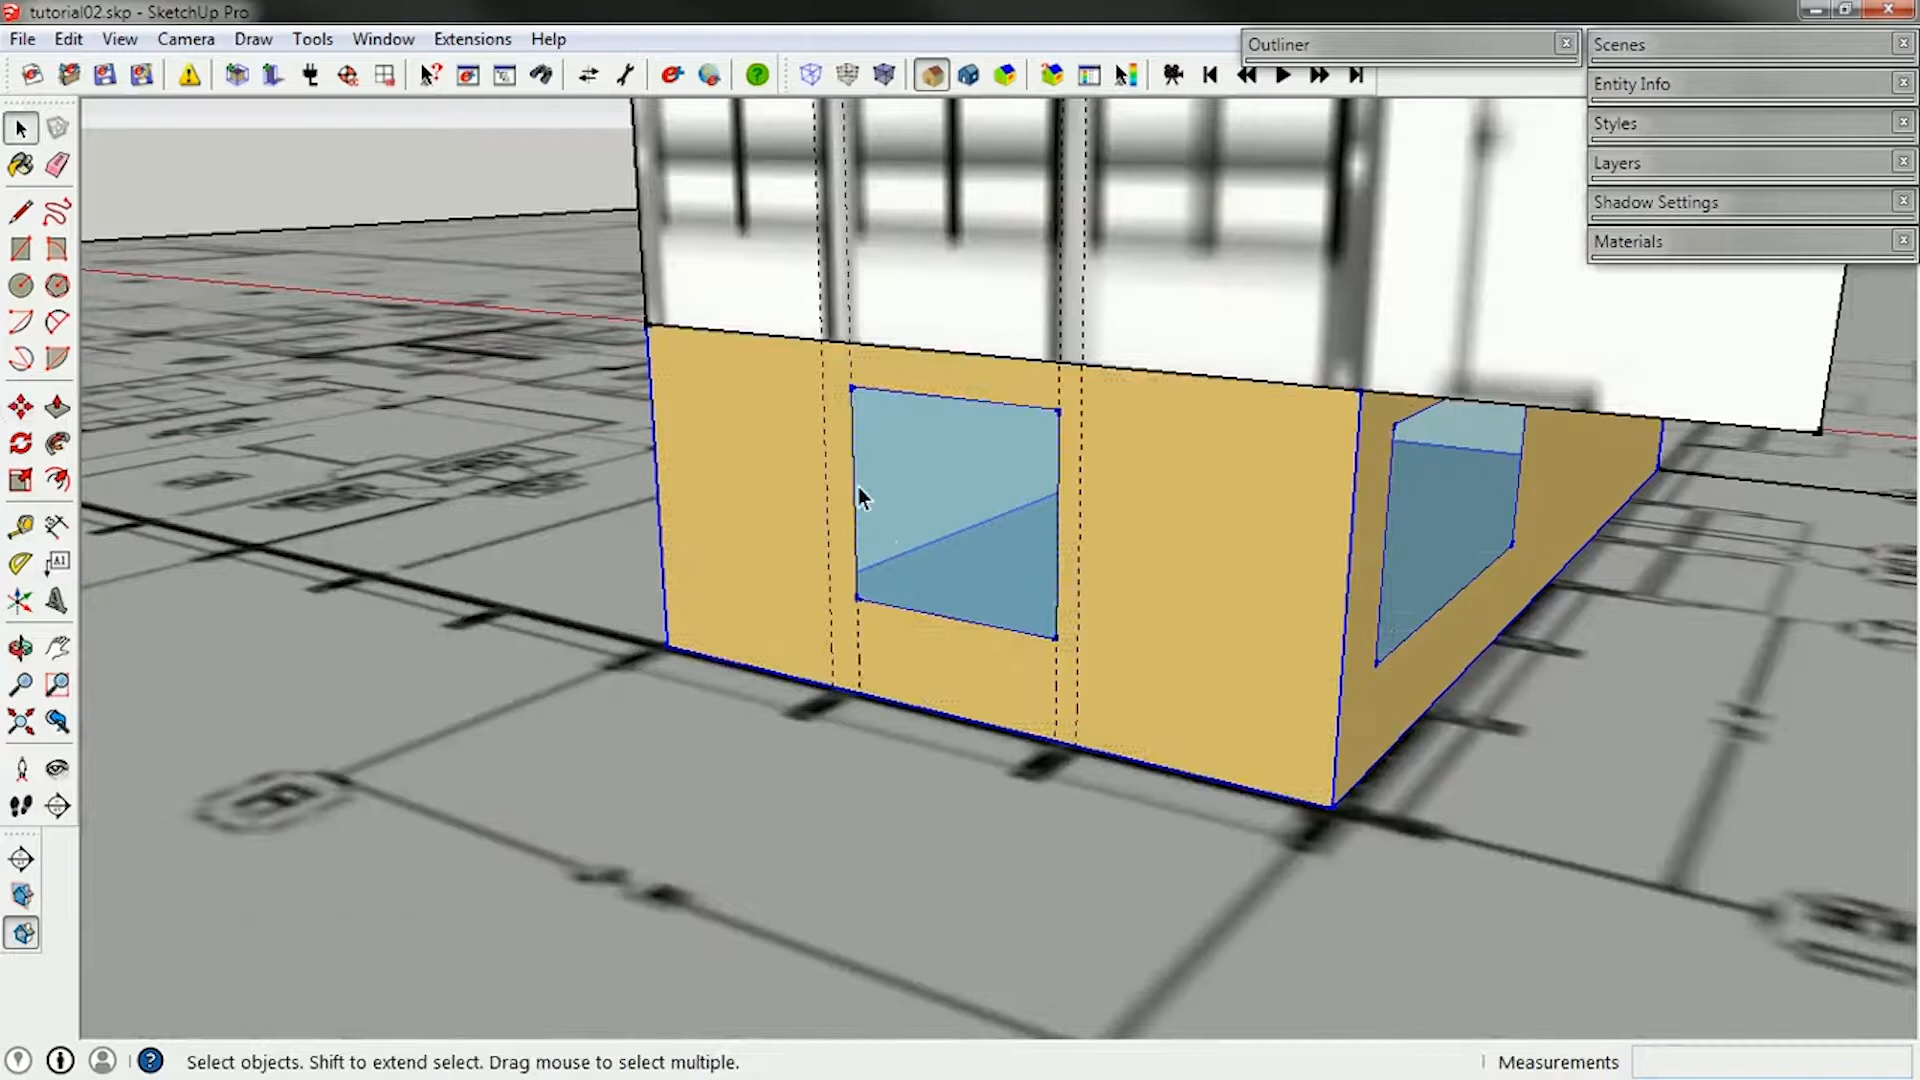 tutorial02.skp - SketchUp Pro
File Edit View Camera Draw Tools Window Extensions Help
Outliner
Scenes
Entity Info
Styles
Layers
Shadow Settings
Materials
A1
Select objects. Shift to extend select. Drag mouse to select multiple.
Measurements